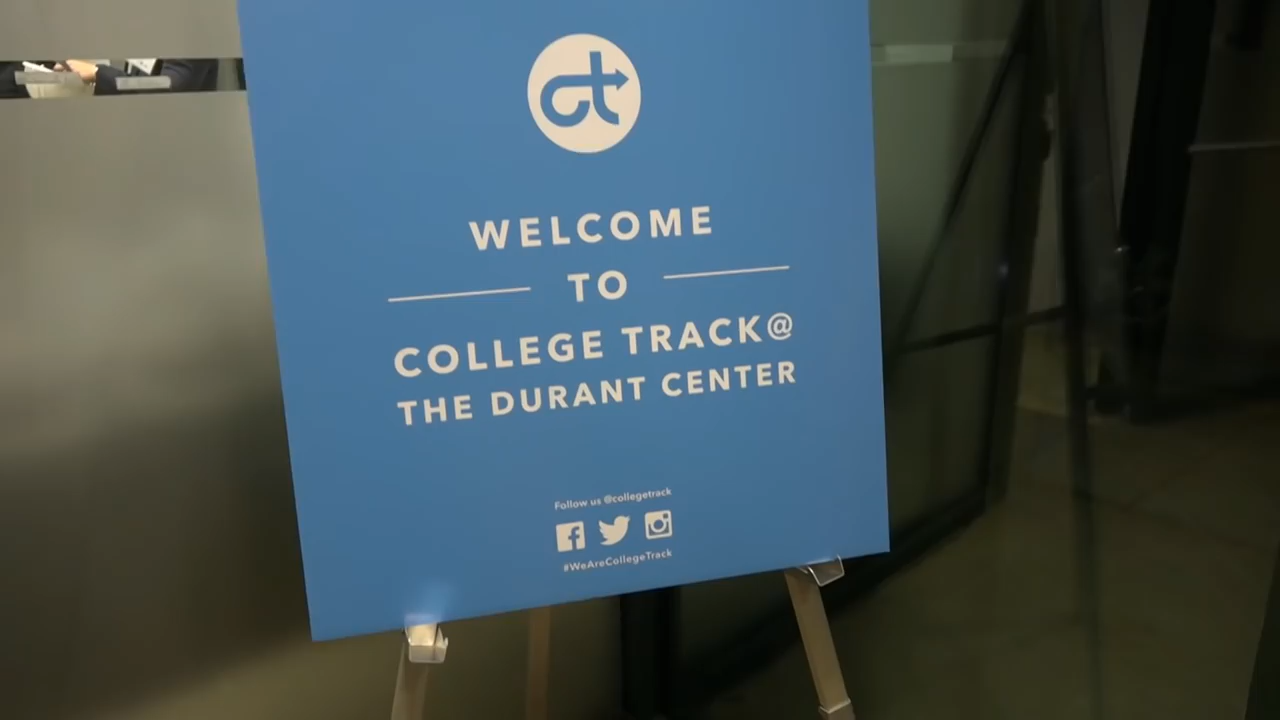 ct
WELCOME
TO
COLLEGE TRACK@
THE DURANT CENTER
Follow us @collegetrack
#WeAreCollegeTrack